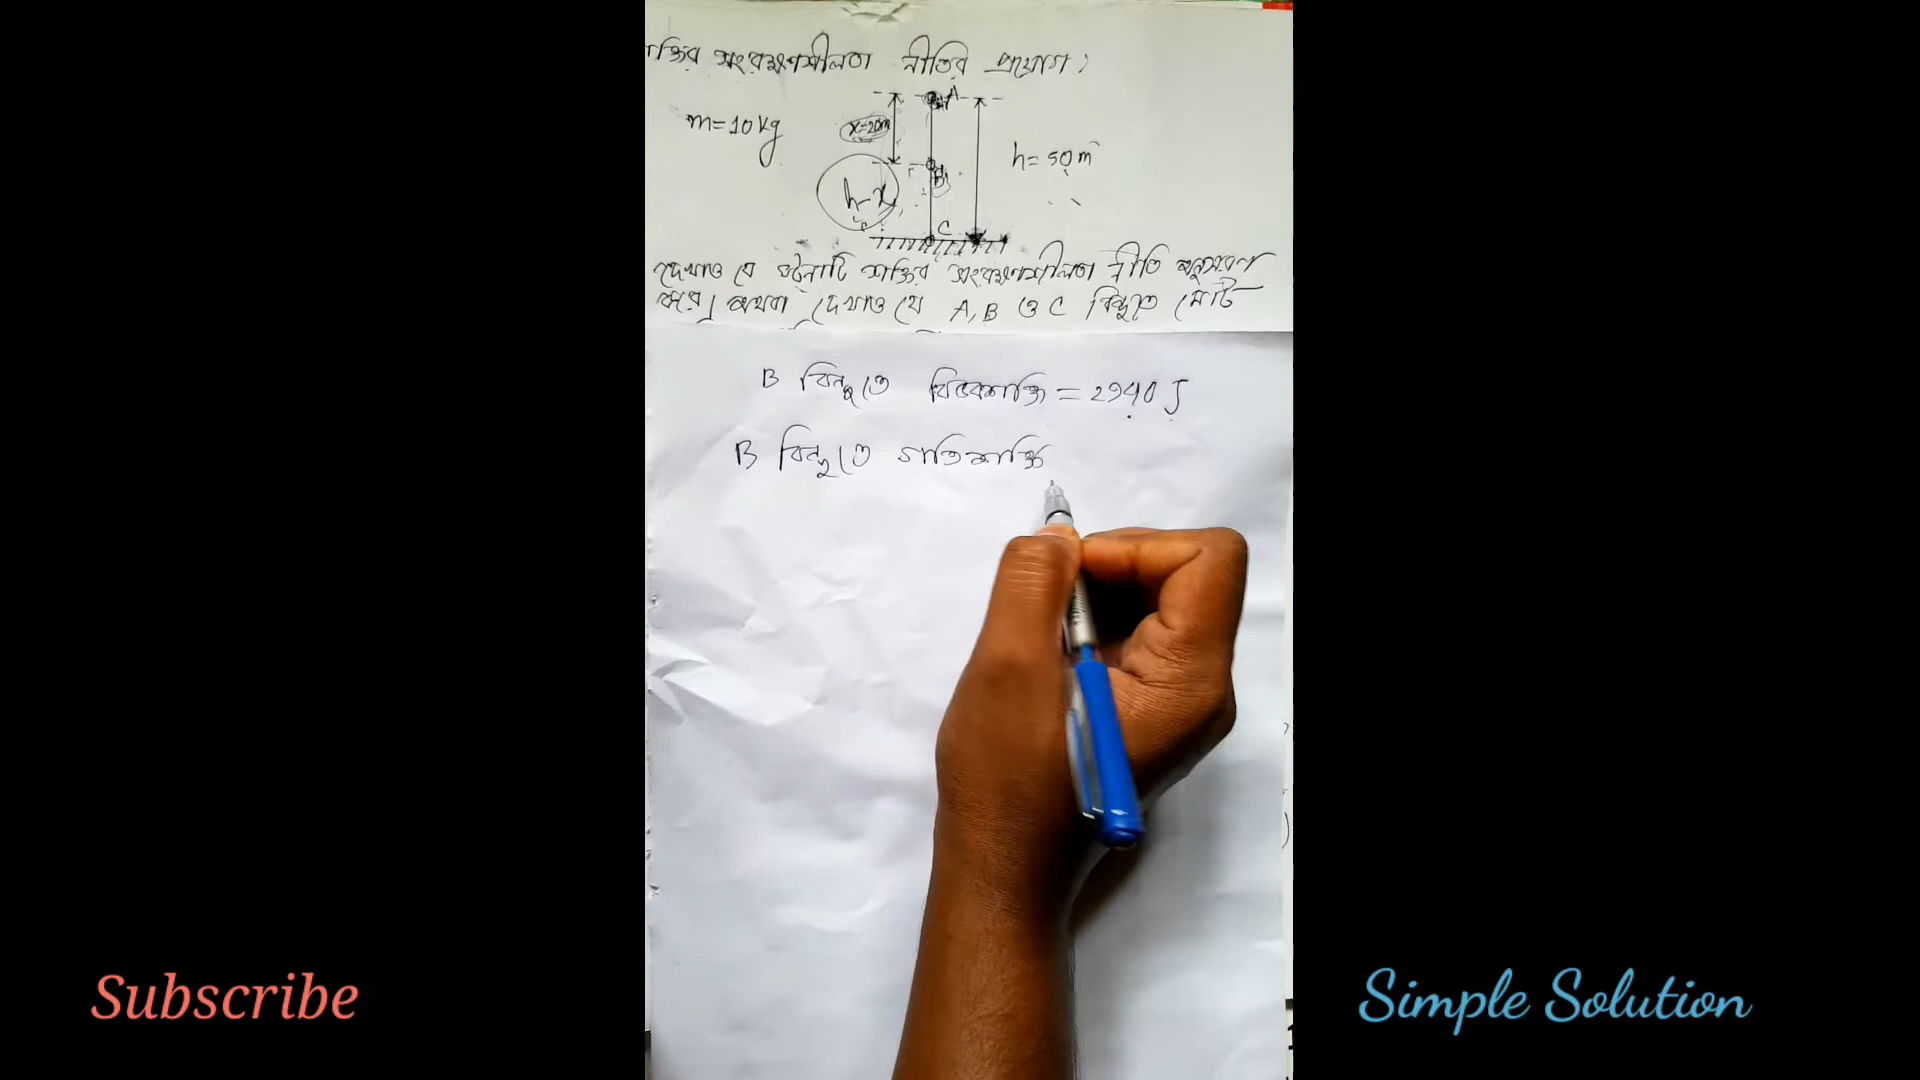 শক্তির সংরক্ষণশীলতা নীতির প্রয়োগ:
A
m=10kg
x=20m
h=50m
B
h-x
C
দেখাও যে ঘটনাটি শক্তির সংরক্ষণশীলতা নীতি অনুসরণ
করে। অথবা দেখাও যে A, B ও C বিন্দুতে মোট
B বিন্দুতে বিভবশক্তি = 2940 J
B বিন্দুতে গতিশক্তি
Subscribe
Simple Solution